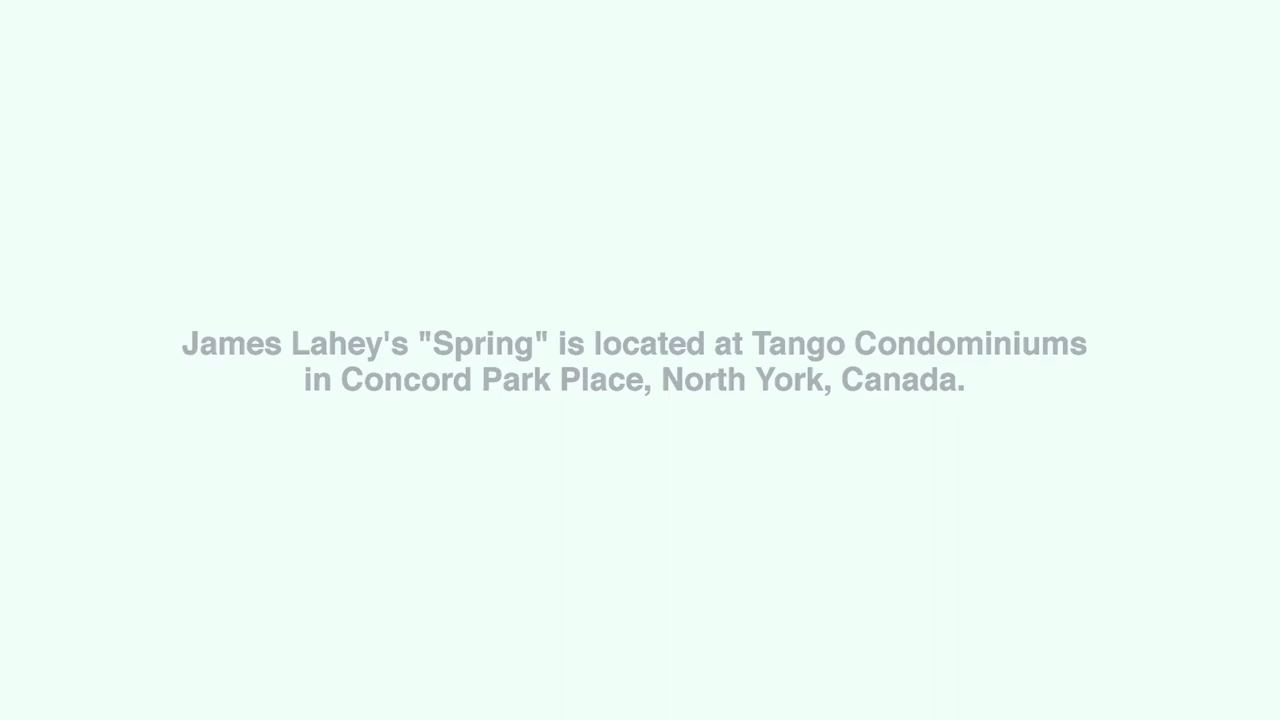 James Lahey's "Spring" is located at Tango Condominiums
in Concord Park Place, North York, Canada.